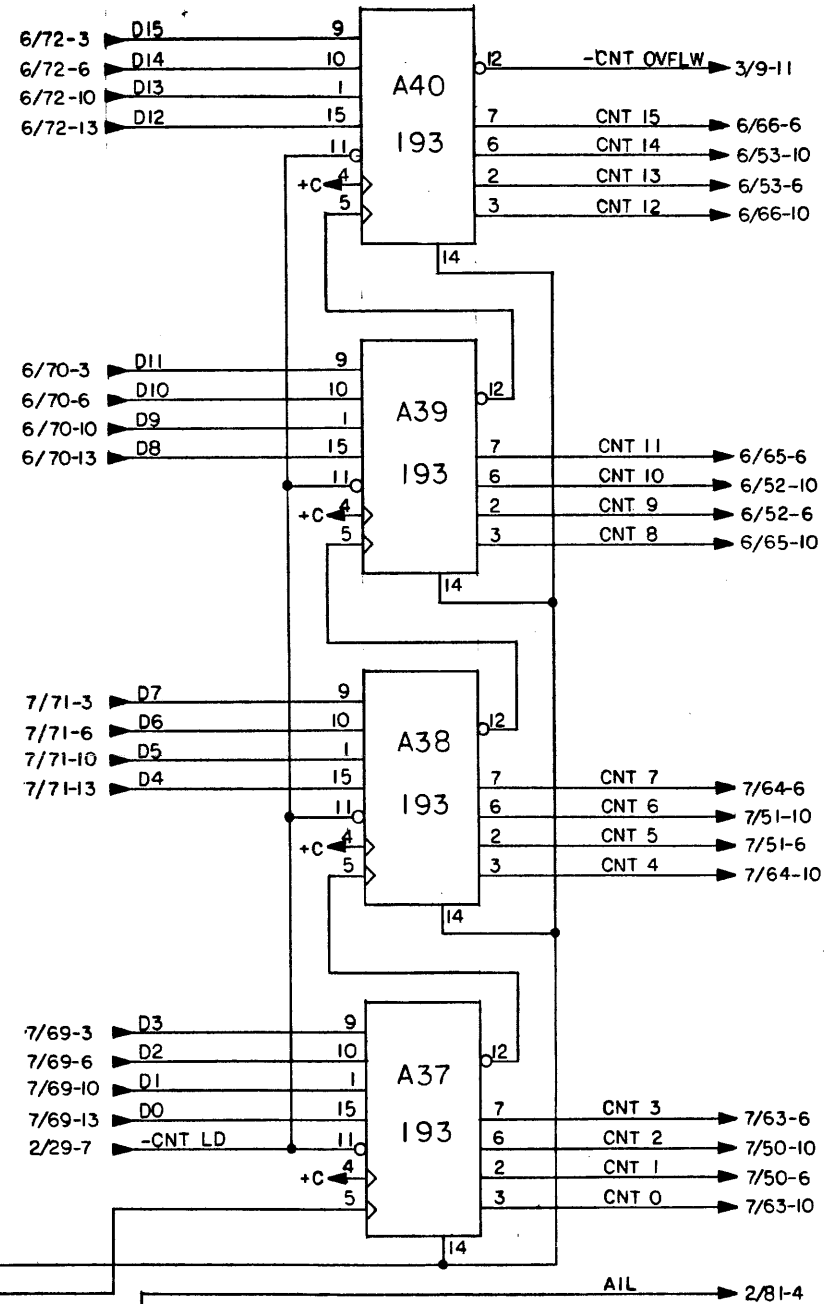 6/72-3 D15 9
6/72-6 D14 10 12 -CNT OVFLW 3/9-11
6/72-10 D13 1 A40
6/72-13 D12 15 7 CNT 15 6/66-6
11 193 6 CNT 14 6/53-10
+C 4 2 CNT 13 6/53-6
5 3 CNT 12 6/66-10
14
6/70-3 D11 9
6/70-6 D10 10 12
6/70-10 D9 1 A39
6/70-13 D8 15 7 CNT 11 6/65-6
11 193 6 CNT 10 6/52-10
+C 4 2 CNT 9 6/52-6
5 3 CNT 8 6/65-10
14
7/71-3 D7 9
7/71-6 D6 10 12
7/71-10 D5 1 A38
7/71-13 D4 15 7 CNT 7 7/64-6
11 193 6 CNT 6 7/51-10
+C 4 2 CNT 5 7/51-6
5 3 CNT 4 7/64-10
14
7/69-3 D3 9
7/69-6 D2 10 12
7/69-10 D1 1 A37
7/69-13 D0 15 7 CNT 3 7/63-6
2/29-7 -CNT LD 11 193 6 CNT 2 7/50-10
+C 4 2 CNT 1 7/50-6
5 3 CNT 0 7/63-10
14
AIL 2/81-4